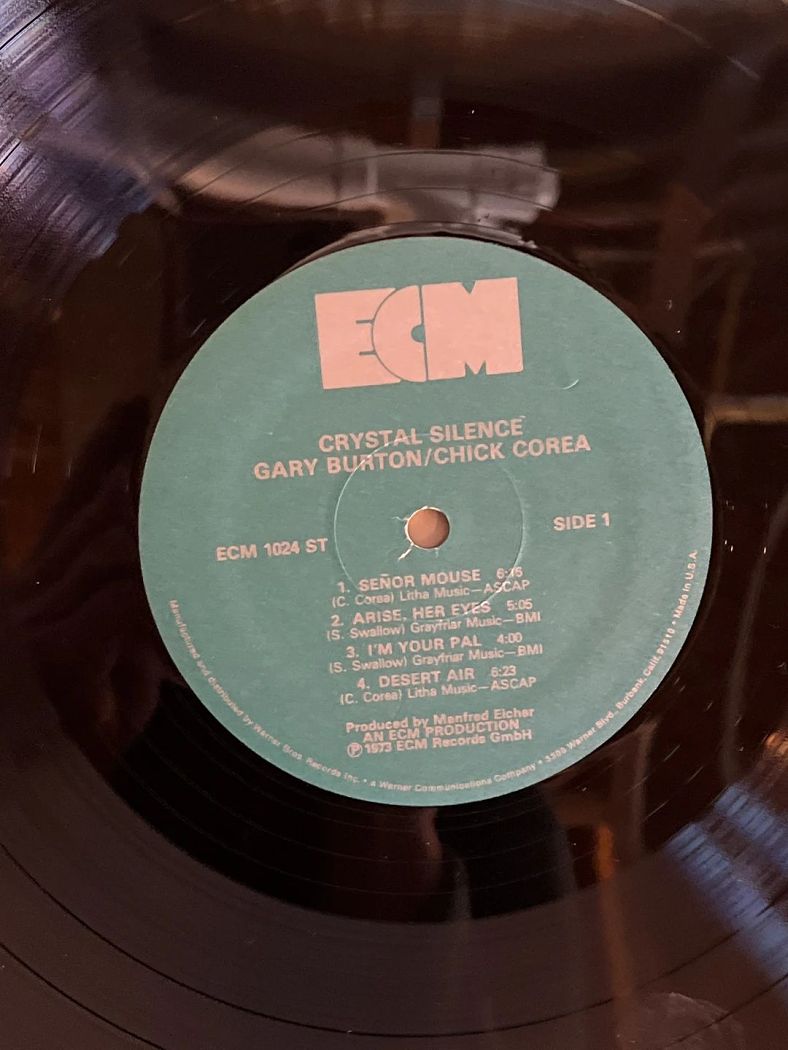 ECM
CRYSTAL SILENCE
GARY BURTON/CHICK COREA
ECM 1024 ST
SIDE 1
1. SEÑOR MOUSE 6:15
(C. Corea) Litha Music—ASCAP
2. ARISE, HER EYES 5:05
(S. Swallow) Grayfriar Music—BMI
3. I'M YOUR PAL 4:00
(S. Swallow) Grayfriar Music—BMI
4. DESERT AIR 6:23
(C. Corea) Litha Music—ASCAP
Produced by Manfred Eicher
AN ECM PRODUCTION
℗ 1973 ECM Records GmbH
Manufactured and distributed by Warner Bros. Records Inc. • a Warner Communications Company • 3300 Warner Blvd., Burbank, Calif. 91510 • Made in U.S.A.